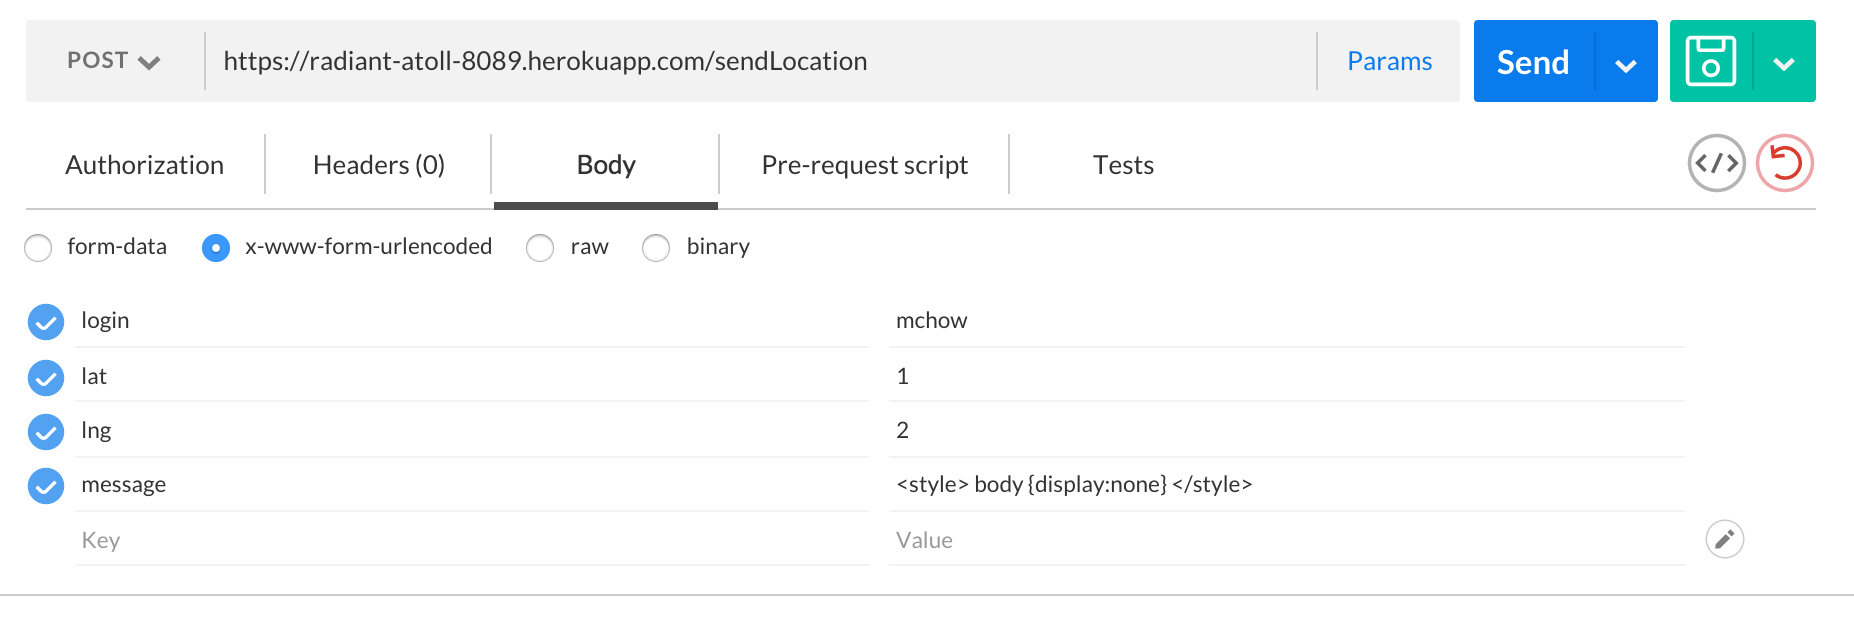 POST https://radiant-atoll-8089.herokuapp.com/sendLocation Params Send
Authorization Headers (0) Body Pre-request script Tests </>
form-data x-www-form-urlencoded raw binary
login mchow
lat 1
lng 2
message <style> body {display:none} </style>
Key Value